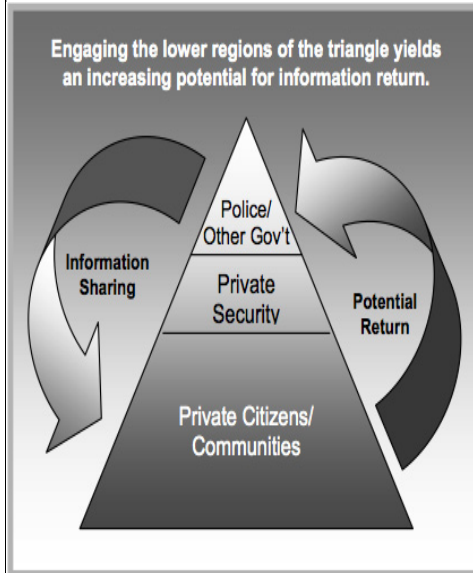 Engaging the lower regions of the triangle yields
an increasing potential for information return.
Police/
Other Gov't
Information
Sharing
Private
Security
Potential
Return
Private Citizens/
Communities